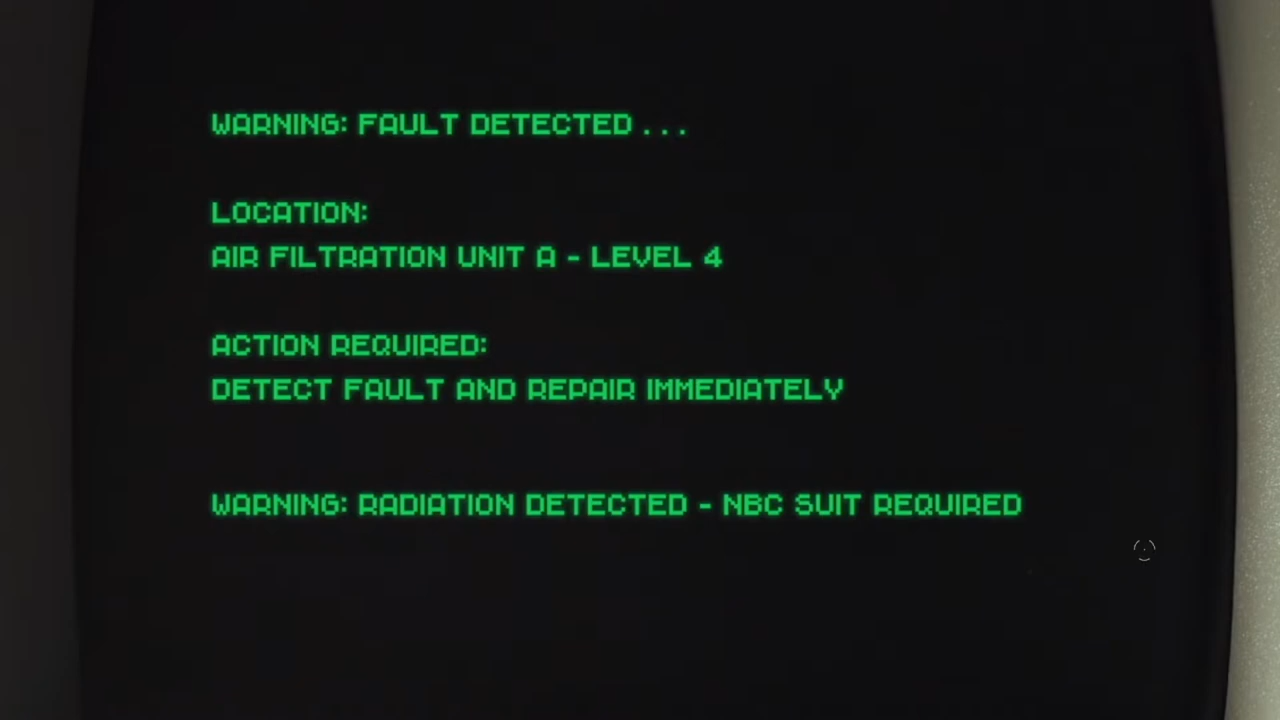 WARNING: FAULT DETECTED . . .
LOCATION:
AIR FILTRATION UNIT A - LEVEL 4
ACTION REQUIRED:
DETECT FAULT AND REPAIR IMMEDIATELY
WARNING: RADIATION DETECTED - NBC SUIT REQUIRED